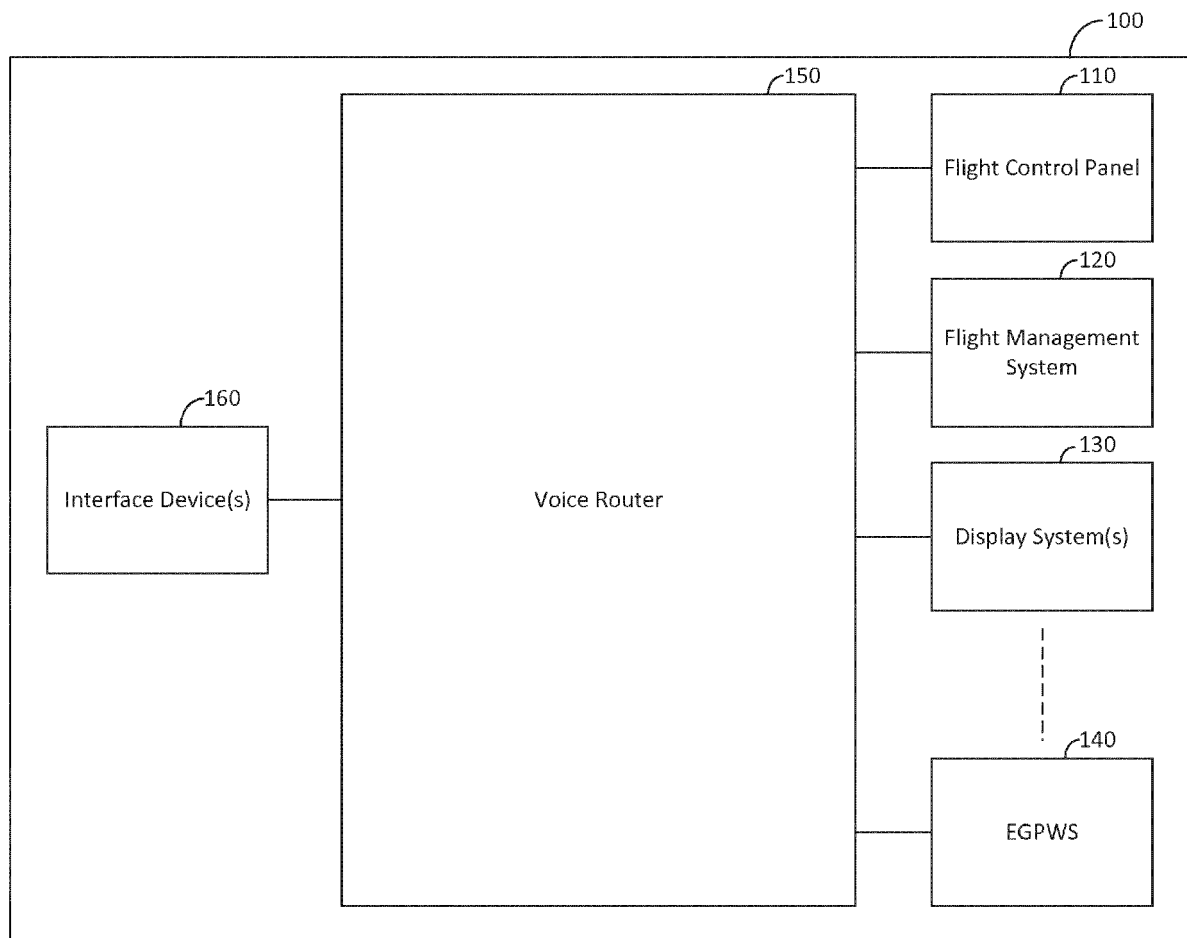 100
150
110
Flight Control Panel
120
Flight Management
System
130
160
Interface Device(s)
Voice Router
Display System(s)
140
EGPWS